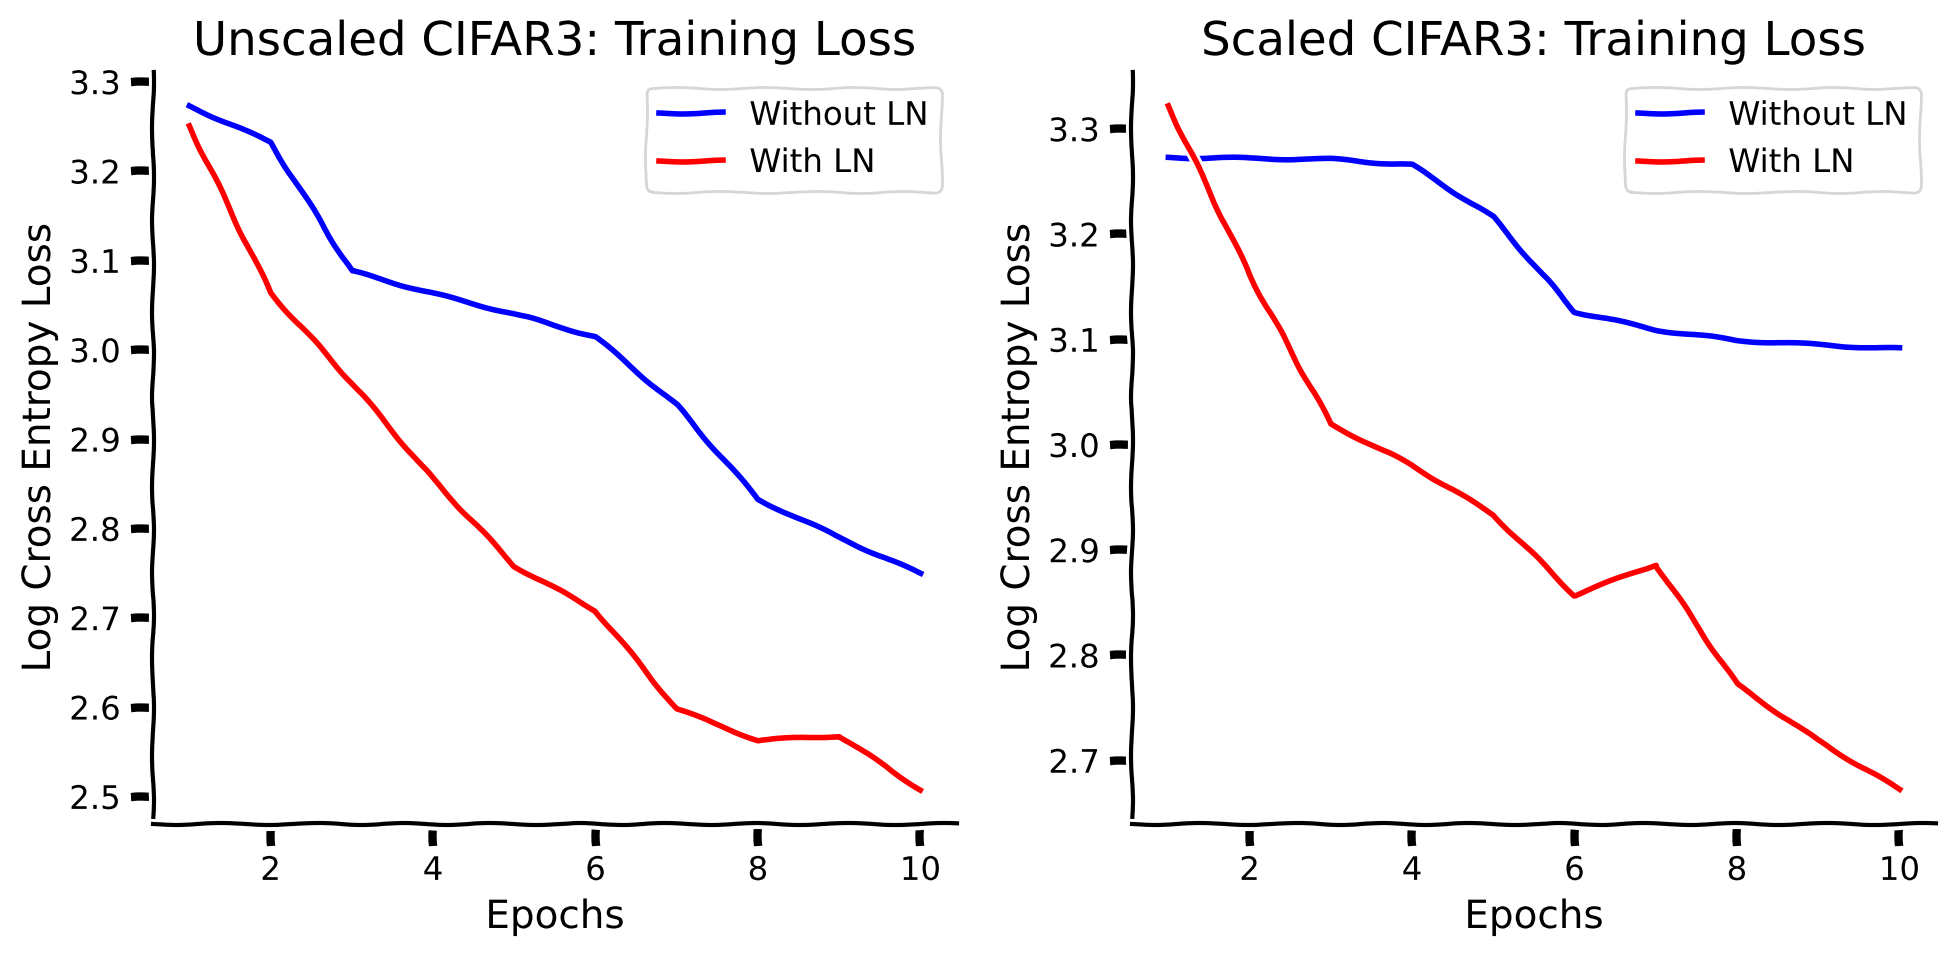 Unscaled CIFAR3: Training Loss
Log Cross Entropy Loss
3.3
3.2
3.1
3.0
2.9
2.8
2.7
2.6
2.5
Without LN
With LN
2 4 6 8 10
Epochs
Scaled CIFAR3: Training Loss
Log Cross Entropy Loss
3.3
3.2
3.1
3.0
2.9
2.8
2.7
Without LN
With LN
2 4 6 8 10
Epochs